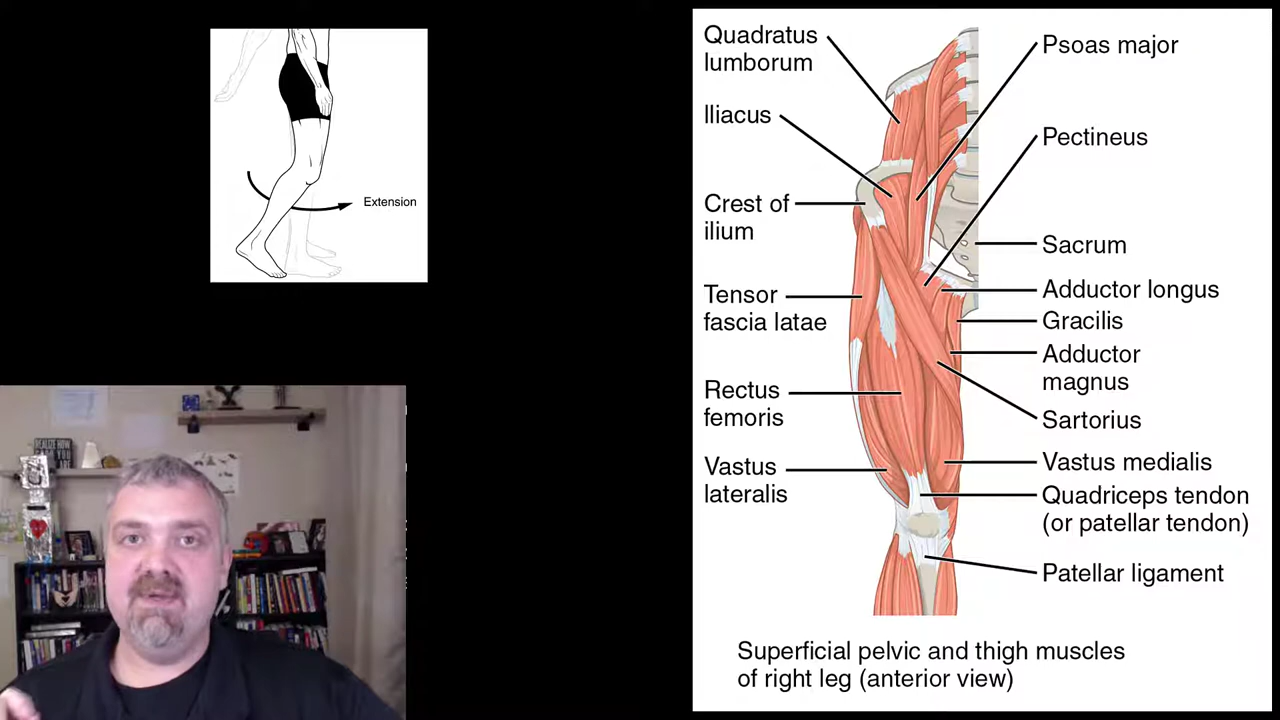 Extension
Quadratus
lumborum
Iliacus
Crest of
ilium
Tensor
fascia latae
Rectus
femoris
Vastus
lateralis
Psoas major
Pectineus
Sacrum
Adductor longus
Gracilis
Adductor
magnus
Sartorius
Vastus medialis
Quadriceps tendon
(or patellar tendon)
Patellar ligament
Superficial pelvic and thigh muscles
of right leg (anterior view)